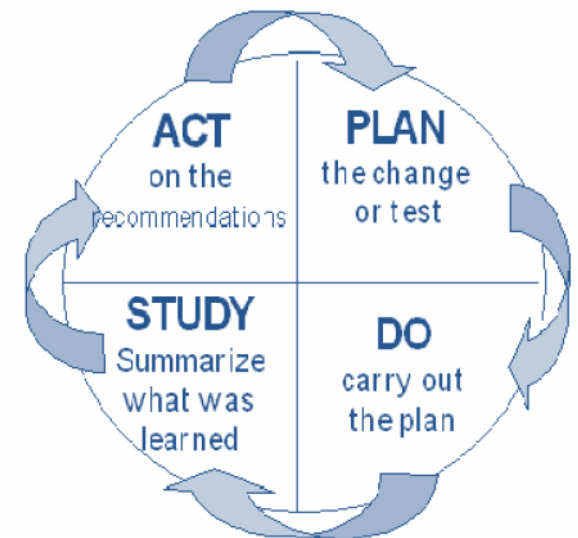 ACT
on the
recommendations
PLAN
the change
or test
STUDY
Summarize
what was
learned
DO
carry out
the plan